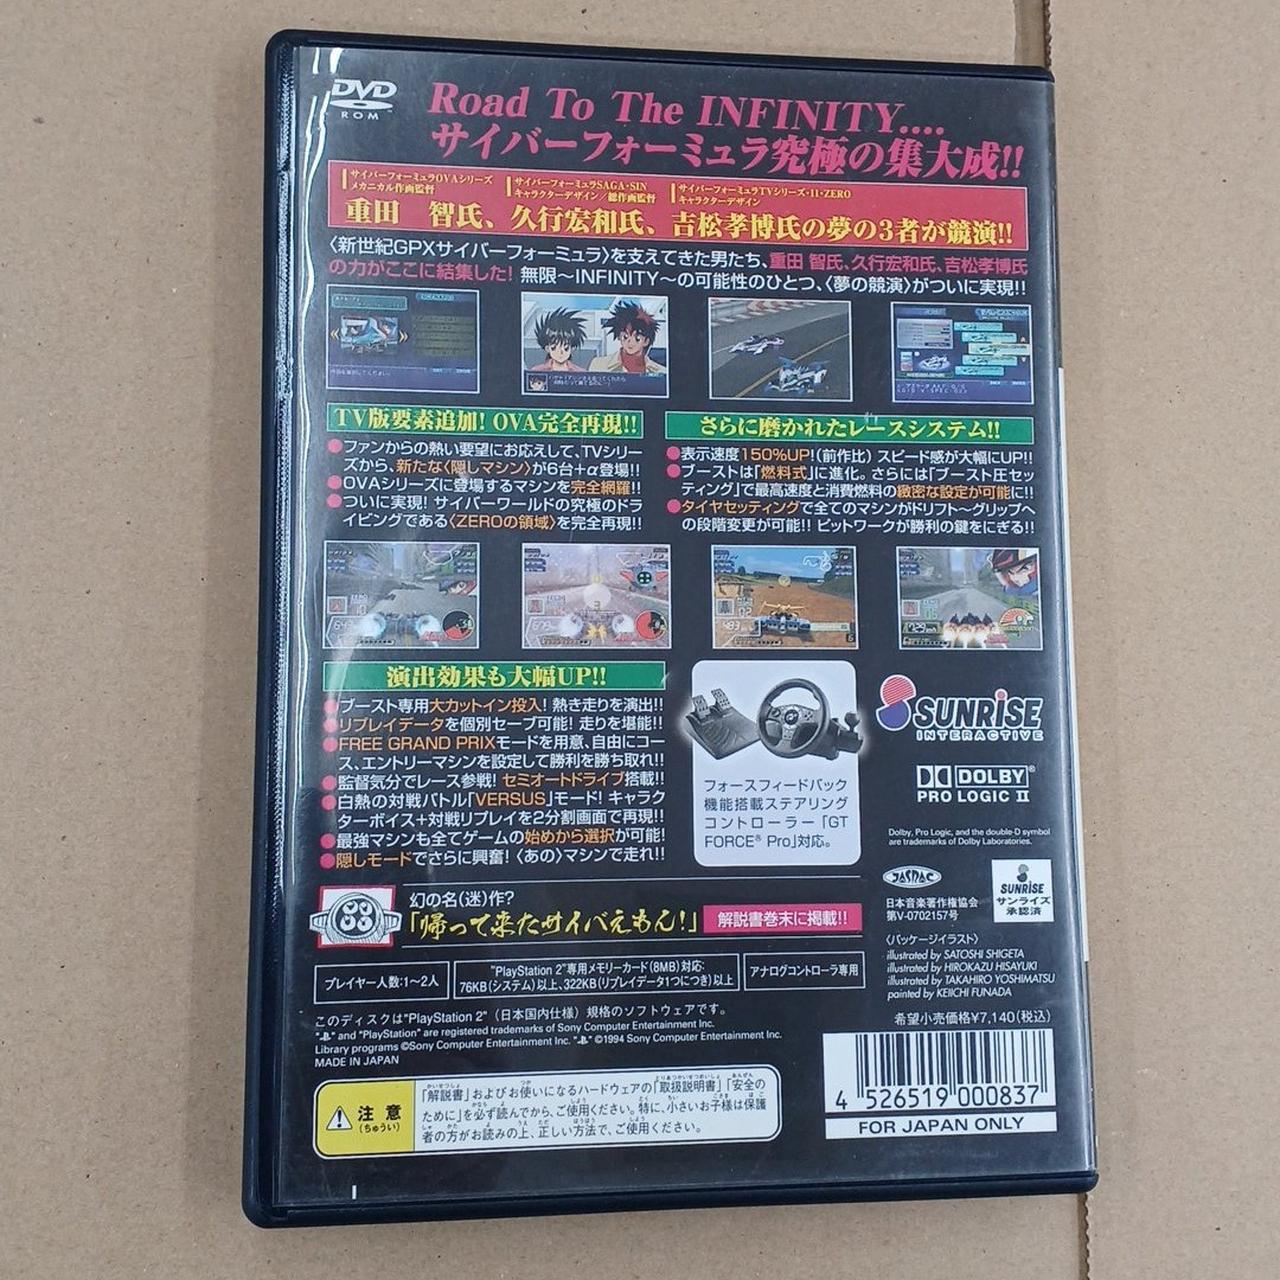 DVD
ROM
Road To The INFINITY....
サイバーフォーミュラ究極の集大成!!
サイバーフォーミュラOVAシリーズ
メカニカル作画監督
サイバーフォーミュラSAGA・SIN
キャラクターデザイン／総作画監督
サイバーフォーミュラTVシリーズ・11・ZERO
キャラクターデザイン
重田 智氏、久行宏和氏、吉松孝博氏の夢の3者が競演!!
〈新世紀GPXサイバーフォーミュラ〉を支えてきた男たち、重田 智氏、久行宏和氏、吉松孝博氏
の力がここに結集した! 無限〜INFINITY〜の可能性のひとつ、〈夢の競演〉がついに実現!!
TV版要素追加! OVA完全再現!!
●ファンからの熱い要望にお応えして、TVシリー
ズから、新たな〈隠しマシン〉が6台+α登場!!
●OVAシリーズに登場するマシンを完全網羅!!
●ついに実現! サイバーワールドの究極のドラ
イビングである〈ZEROの領域〉を完全再現!!
さらに磨かれたレースシステム!!
●表示速度150%UP!(前作比) スピード感が大幅にUP!!
●ブーストは「燃料式」に進化。さらには「ブースト圧セッ
ティング」で最高速度と消費燃料の緻密な設定が可能に!!
●タイヤセッティングで全てのマシンがドリフト〜グリップへ
の段階変更が可能!! ピットワークが勝利の鍵をにぎる!!
演出効果も大幅UP!!
●ブースト専用大カットイン投入! 熱き走りを演出!!
●リプレイデータを個別セーブ可能! 走りを堪能!!
●FREE GRAND PRIXモードを用意、自由にコー
ス、エントリーマシンを設定して勝利を勝ち取れ!!
●監督気分でレース参戦! セミオートドライブ搭載!!
●白熱の対戦バトル「VERSUS」モード! キャラク
ターボイス+対戦リプレイを2分割画面で再現!!
●最強マシンも全てゲームの始めから選択が可能!
●隠しモードでさらに興奮! 〈あの〉マシンで走れ!!
フォースフィードバック
機能搭載ステアリング
コントローラー「GT
FORCE® Pro」対応。
SUNRISE
INTERACTIVE
DOLBY®
PRO LOGIC II
Dolby, Pro Logic, and the double-D symbol
are trademarks of Dolby Laboratories.
JASRAC
日本音楽著作権協会
第V-0702157号
SUNRISE
サンライズ
承認済
幻の名(迷)作?
「帰って来たサイバえもん!」
解説書巻末に掲載!!
〈パッケージイラスト〉
illustrated by SATOSHI SHIGETA
illustrated by HIROKAZU HISAYUKI
illustrated by TAKAHIRO YOSHIMATSU
painted by KEIICHI FUNADA
プレイヤー人数:1〜2人
"PlayStation 2"専用メモリーカード(8MB)対応:
76KB(システム)以上、322KB(リプレイデータ1つにつき)以上
アナログコントローラ専用
希望小売価格¥7,140(税込)
このディスクは"PlayStation 2"(日本国内仕様)規格のソフトウェアです。
" " and "PlayStation" are registered trademarks of Sony Computer Entertainment Inc.
Library programs ©Sony Computer Entertainment Inc. " " ©1994 Sony Computer Entertainment Inc.
MADE IN JAPAN
注意
(ちゅうい)
「解説書」およびお使いになるハードウェアの「取扱説明書」「安全の
ために」を必ず読んでから、ご使用ください。特に、小さいお子様は保護
者の方がお読みの上、正しい方法で、ご使用ください。
4 526519 000837
FOR JAPAN ONLY